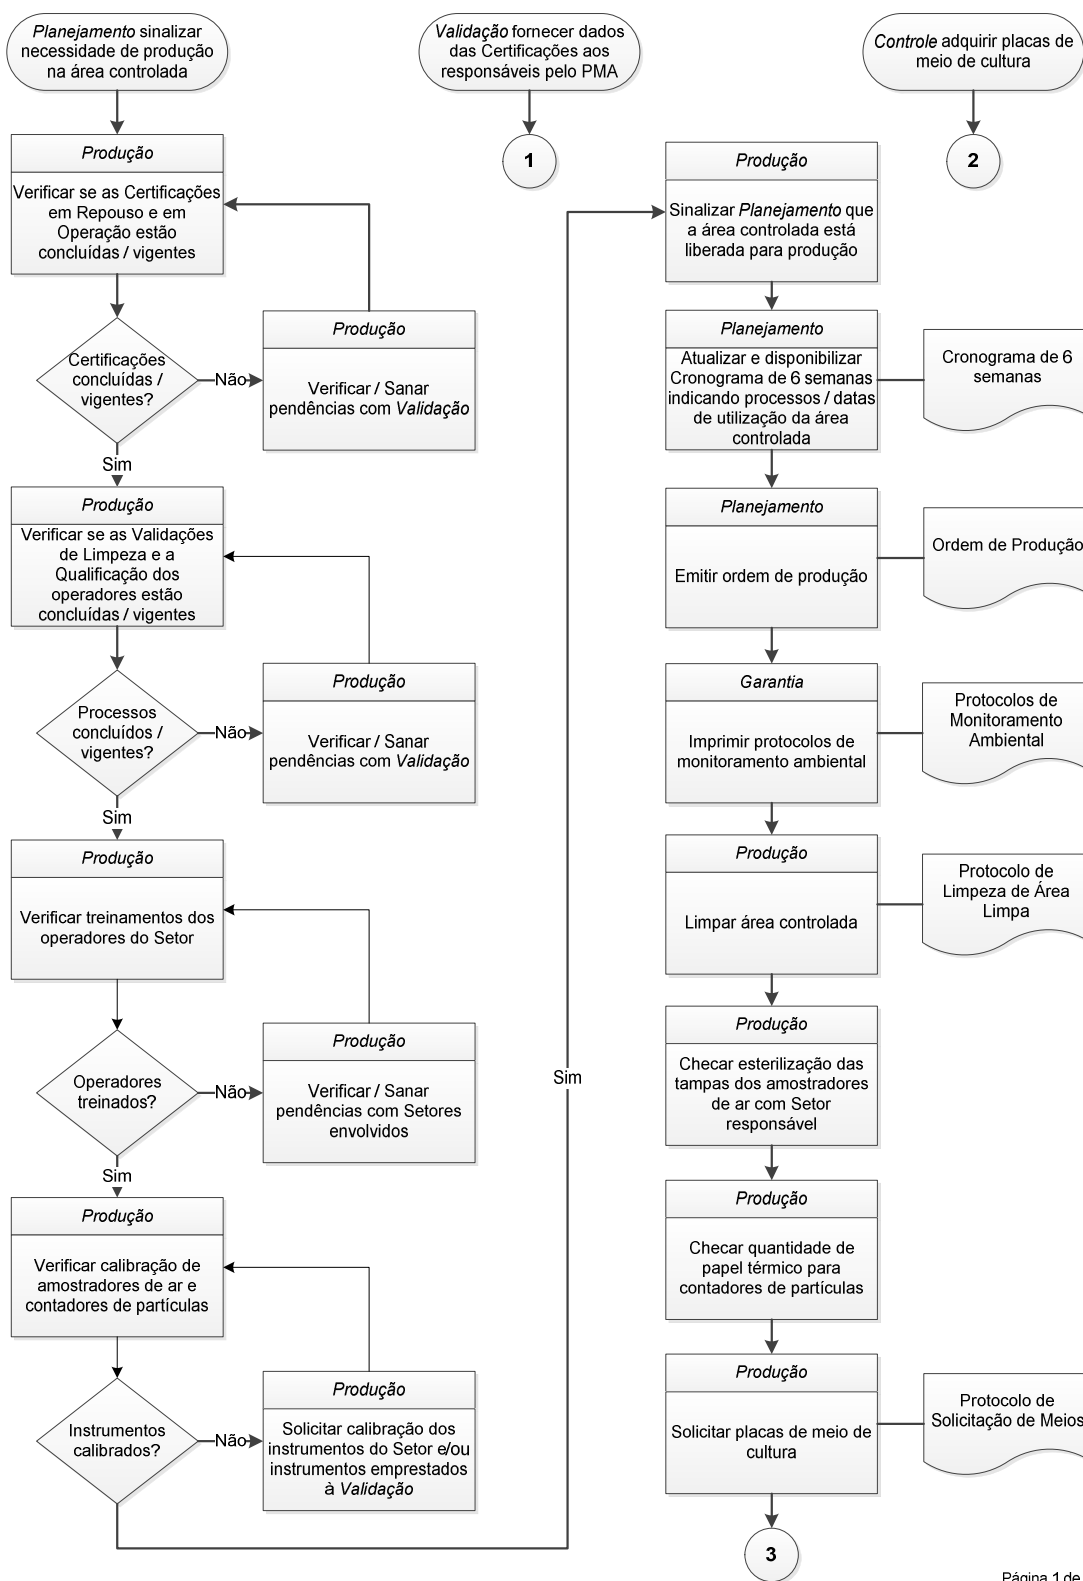 Planejamento sinalizar
necessidade de produção
na área controlada
Produção
Verificar se as Certificações
em Repouso e em
Operação estão
concluídas / vigentes
Certificações
concluídas /
vigentes?
Não
Produção
Verificar / Sanar
pendências com Validação
Sim
Produção
Verificar se as Validações
de Limpeza e a
Qualificação dos
operadores estão
concluídas / vigentes
Processos
concluídos /
vigentes?
Não
Produção
Verificar / Sanar
pendências com Validação
Sim
Produção
Verificar treinamentos dos
operadores do Setor
Operadores
treinados?
Não
Produção
Verificar / Sanar
pendências com Setores
envolvidos
Sim
Produção
Verificar calibração de
amostradores de ar e
contadores de partículas
Instrumentos
calibrados?
Não
Produção
Solicitar calibração dos
instrumentos do Setor e/ou
instrumentos emprestados
à Validação
Sim
Validação fornecer dados
das Certificações aos
responsáveis pelo PMA
1
Controle adquirir placas de
meio de cultura
2
Produção
Sinalizar Planejamento que
a área controlada está
liberada para produção
Planejamento
Atualizar e disponibilizar
Cronograma de 6 semanas
indicando processos / datas
de utilização da área
controlada
Cronograma de 6
semanas
Planejamento
Emitir ordem de produção
Ordem de Produção
Garantia
Imprimir protocolos de
monitoramento ambiental
Protocolos de
Monitoramento
Ambiental
Produção
Limpar área controlada
Protocolo de
Limpeza de Área
Limpa
Produção
Checar esterilização das
tampas dos amostradores
de ar com Setor
responsável
Produção
Checar quantidade de
papel térmico para
contadores de partículas
Produção
Solicitar placas de meio de
cultura
Protocolo de
Solicitação de Meios
3
Página 1 de